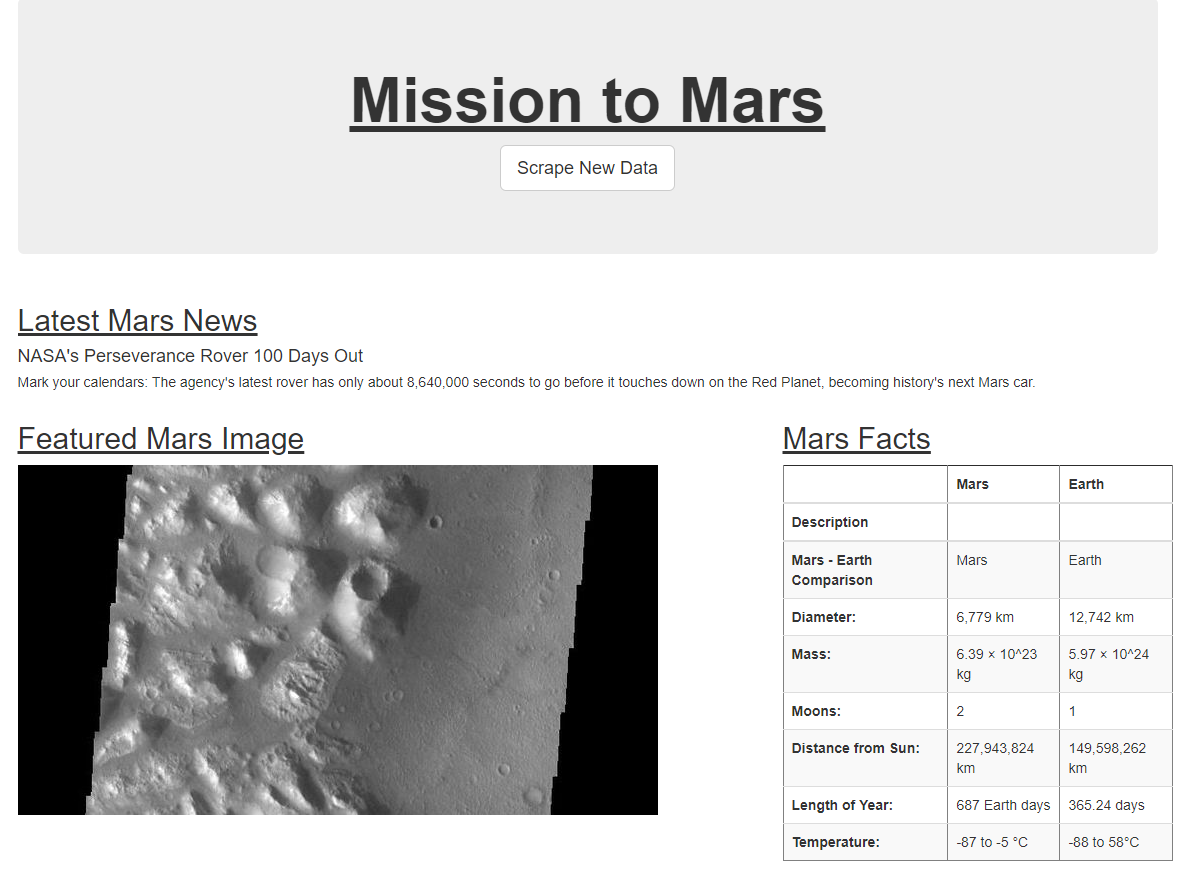 Mission to Mars
Scrape New Data
Latest Mars News
NASA's Perseverance Rover 100 Days Out
Mark your calendars: The agency's latest rover has only about 8,640,000 seconds to go before it touches down on the Red Planet, becoming history's next Mars car.
Featured Mars Image
Mars Facts
Mars Earth
Description
Mars - Earth Mars Earth
Comparison
Diameter: 6,779 km 12,742 km
Mass: 6.39 × 10^23 5.97 × 10^24
kg kg
Moons: 2 1
Distance from Sun: 227,943,824 149,598,262
km km
Length of Year: 687 Earth days 365.24 days
Temperature: -87 to -5 °C -88 to 58°C